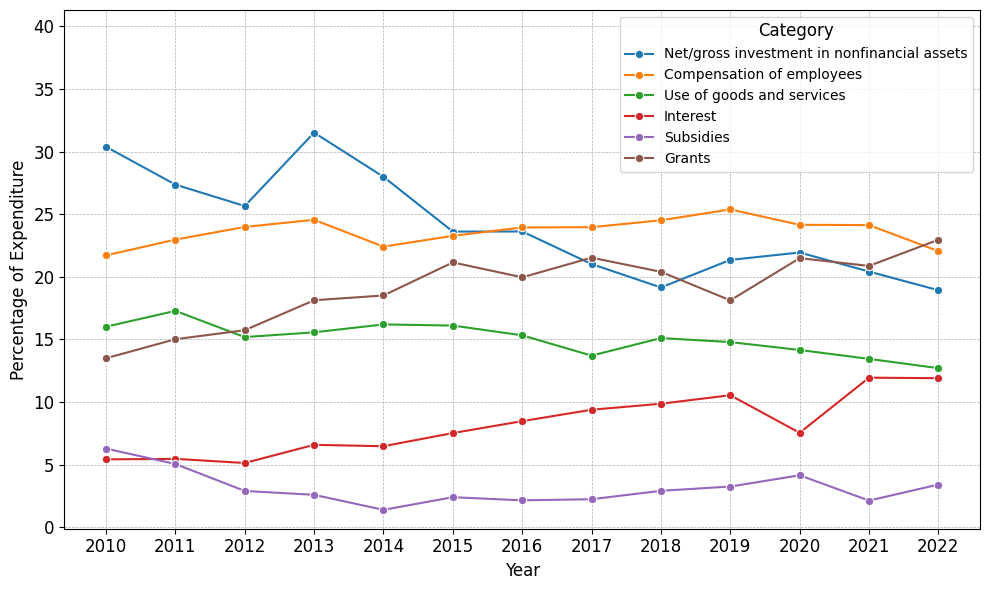 40
35
30
25
20
15
10
5
0
Percentage of Expenditure
Category
Net/gross investment in nonfinancial assets
Compensation of employees
Use of goods and services
Interest
Subsidies
Grants
2010 2011 2012 2013 2014 2015 2016 2017 2018 2019 2020 2021 2022
Year